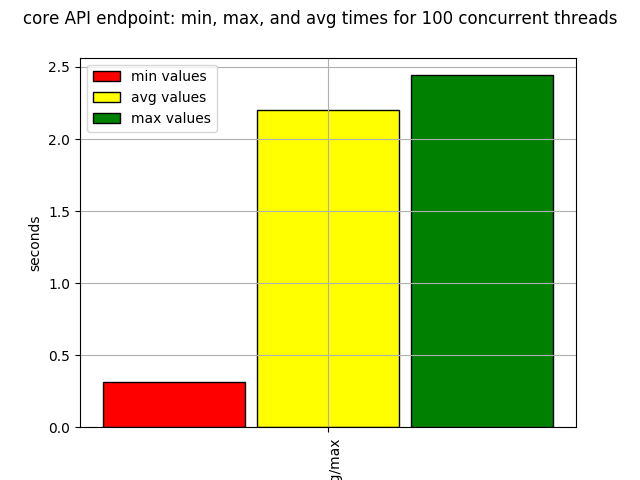 core API endpoint: min, max, and avg times for 100 concurrent threads
min values
avg values
max values
2.5
2.0
1.5
1.0
0.5
0.0
seconds
g/max